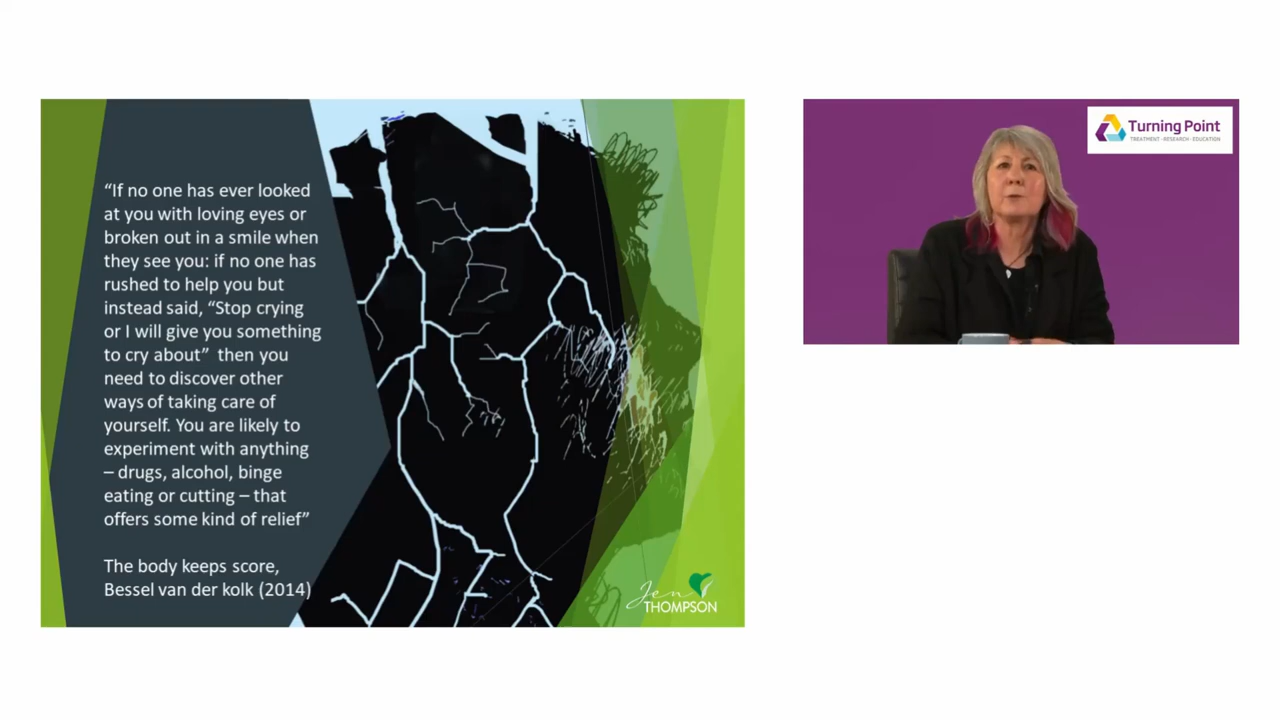 “If no one has ever looked
at you with loving eyes or
broken out in a smile when
they see you: if no one has
rushed to help you but
instead said, “Stop crying
or I will give you something
to cry about”  then you
need to discover other
ways of taking care of
yourself. You are likely to
experiment with anything
– drugs, alcohol, binge
eating or cutting – that
offers some kind of relief”
The body keeps score,
Bessel van der kolk (2014)
Jen
THOMPSON
Turning Point
TREATMENT • RESEARCH • EDUCATION